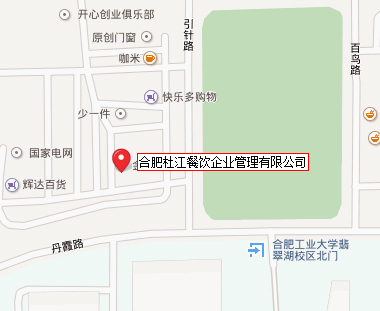 开心创业俱乐部
引针路
原创门窗
百鸟路
咖米
快乐多购物
少一件
国家电网
合肥杜江餐饮企业管理有限公司
辉达百货
丹霞路
合肥工业大学翡
翠湖校区北门